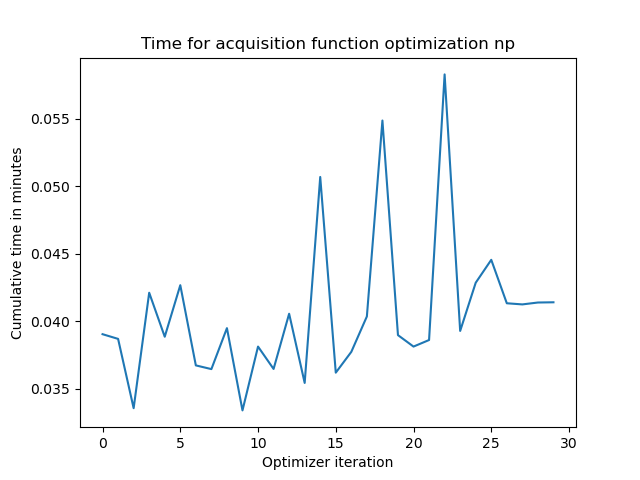 Time for acquisition function optimization np
Cumulative time in minutes
0.055
0.050
0.045
0.040
0.035
0 5 10 15 20 25 30
Optimizer iteration